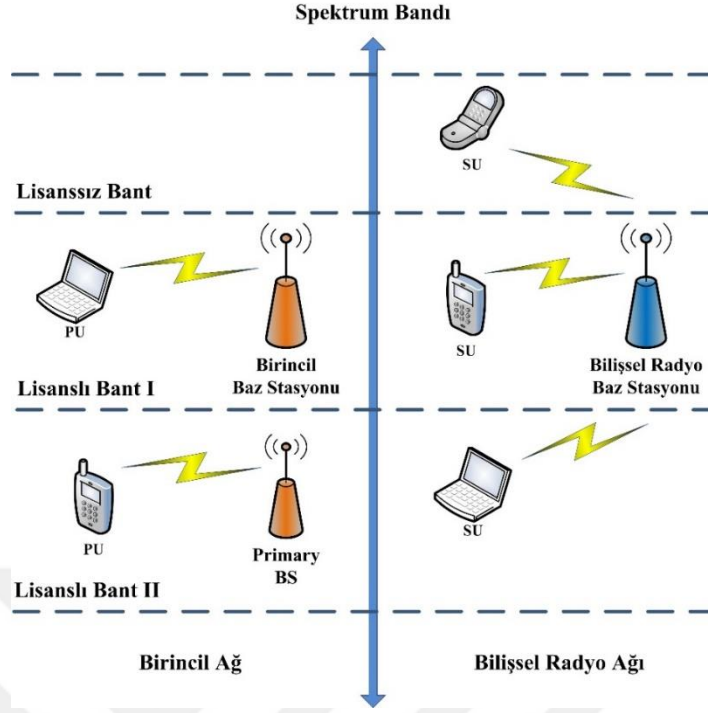 Spektrum Bandı
SU
Lisanssız Bant
PU
Birincil
Baz Stasyonu
SU
Bilişsel Radyo
Baz Stasyonu
Lisanslı Bant I
PU
Primary
BS
SU
Lisanslı Bant II
Birincil Ağ
Bilişsel Radyo Ağı